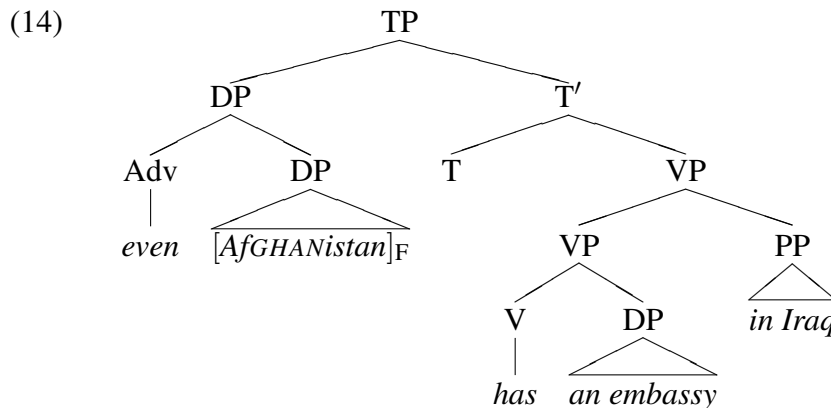 (14) TP
DP T′
Adv DP T VP
even [AfGHANistan]F VP PP
V DP in Iraq
has an embassy